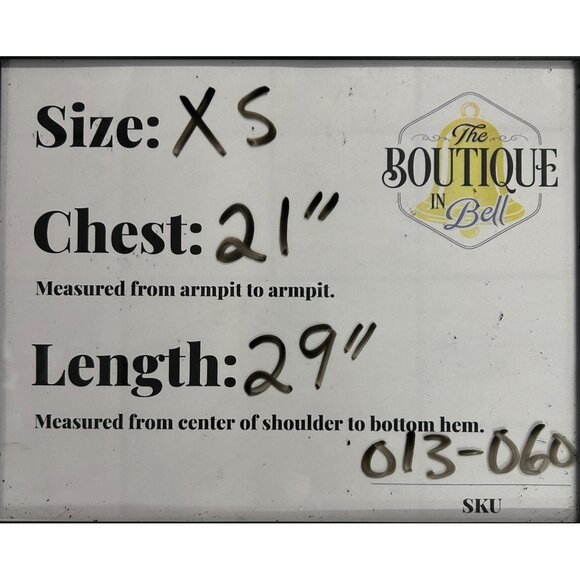 Size: XS
The
BOUTIQUE
IN
Bell
Chest: 21"
Measured from armpit to armpit.
Length: 29"
Measured from center of shoulder to bottom hem.
013-060
SKU